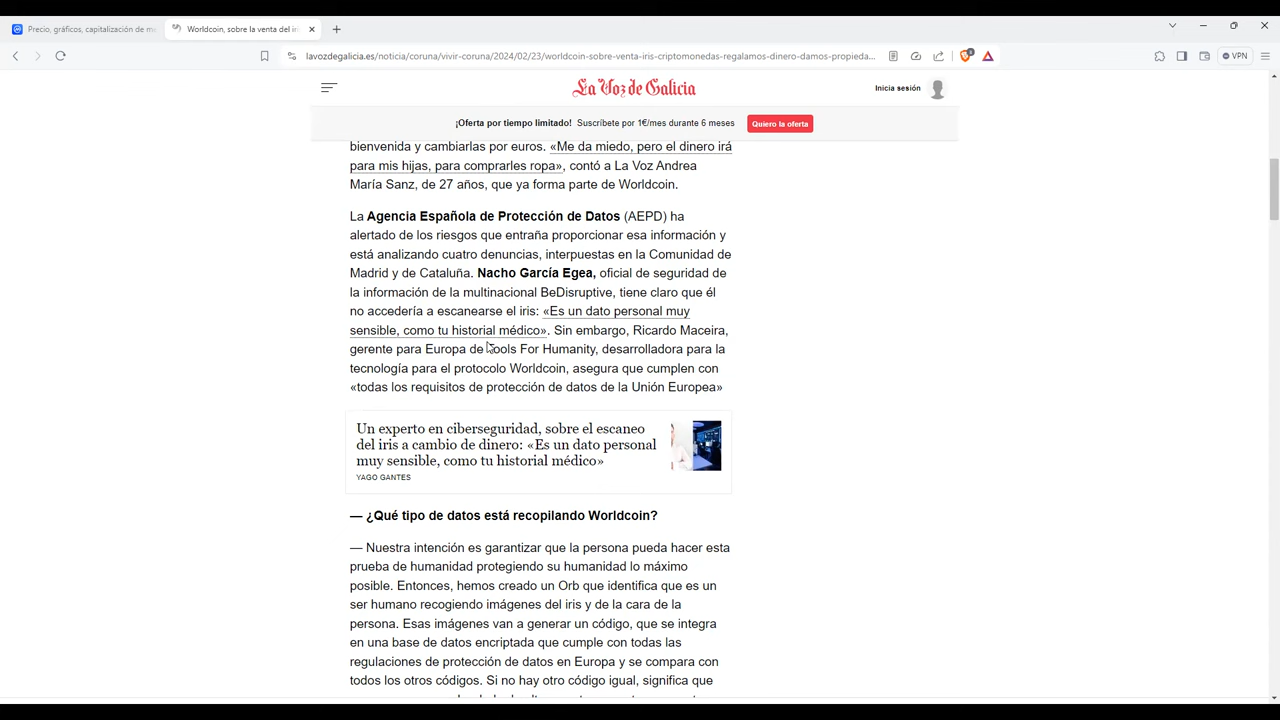 Precio, gráficos, capitalización de m
Worldcoin, sobre la venta del iri
lavozdegalicia.es/noticia/coruna/vivir-coruna/2024/02/23/worldcoin-sobre-venta-iris-criptomonedas-regalamos-dinero-damos-propieda...
VPN
La Voz de Galicia
Inicia sesión
¡Oferta por tiempo limitado! Suscríbete por 1€/mes durante 6 meses
Quiero la oferta
bienvenida y cambiarlas por euros. «Me da miedo, pero el dinero irá
para mis hijas, para comprarles ropa», contó a La Voz Andrea
María Sanz, de 27 años, que ya forma parte de Worldcoin.
La Agencia Española de Protección de Datos (AEPD) ha
alertado de los riesgos que entraña proporcionar esa información y
está analizando cuatro denuncias, interpuestas en la Comunidad de
Madrid y de Cataluña. Nacho García Egea, oficial de seguridad de
la información de la multinacional BeDisruptive, tiene claro que él
no accedería a escanearse el iris: «Es un dato personal muy
sensible, como tu historial médico». Sin embargo, Ricardo Maceira,
gerente para Europa de Tools For Humanity, desarrolladora para la
tecnología para el protocolo Worldcoin, asegura que cumplen con
«todas los requisitos de protección de datos de la Unión Europea»
Un experto en ciberseguridad, sobre el escaneo
del iris a cambio de dinero: «Es un dato personal
muy sensible, como tu historial médico»
YAGO GANTES
— ¿Qué tipo de datos está recopilando Worldcoin?
— Nuestra intención es garantizar que la persona pueda hacer esta
prueba de humanidad protegiendo su humanidad lo máximo
posible. Entonces, hemos creado un Orb que identifica que es un
ser humano recogiendo imágenes del iris y de la cara de la
persona. Esas imágenes van a generar un código, que se integra
en una base de datos encriptada que cumple con todas las
regulaciones de protección de datos en Europa y se compara con
todos los otros códigos. Si no hay otro código igual, significa que